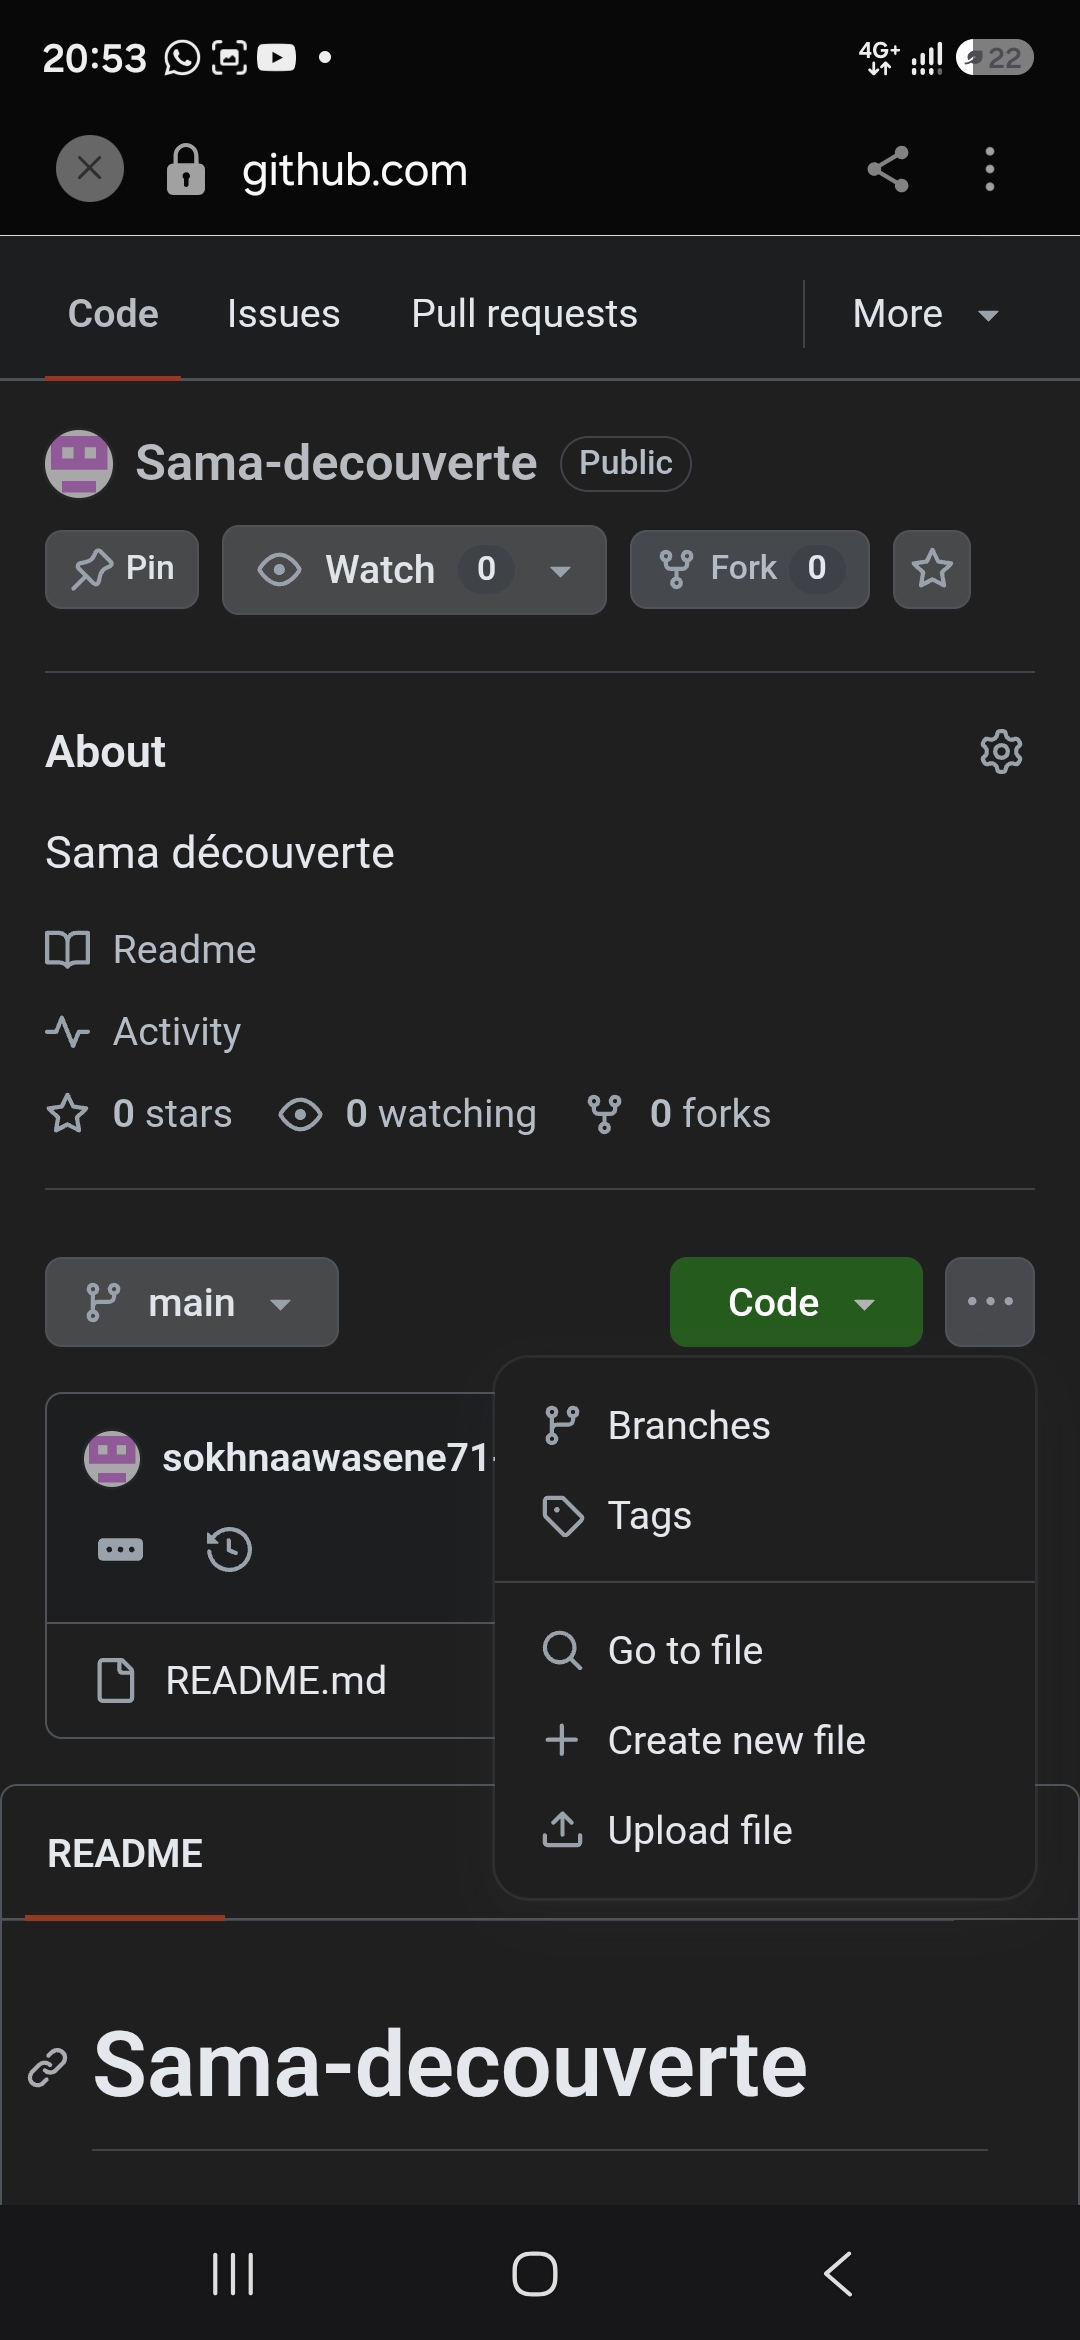 20:53 4G+ 22
github.com
Code Issues Pull requests More
Sama-decouverte Public
Pin Watch 0 Fork 0
About
Sama découverte
Readme
Activity
0 stars 0 watching 0 forks
main Code
Branches
sokhnaawasene71-
Tags
Go to file
README.md
Create new file
Upload file
README
Sama-decouverte